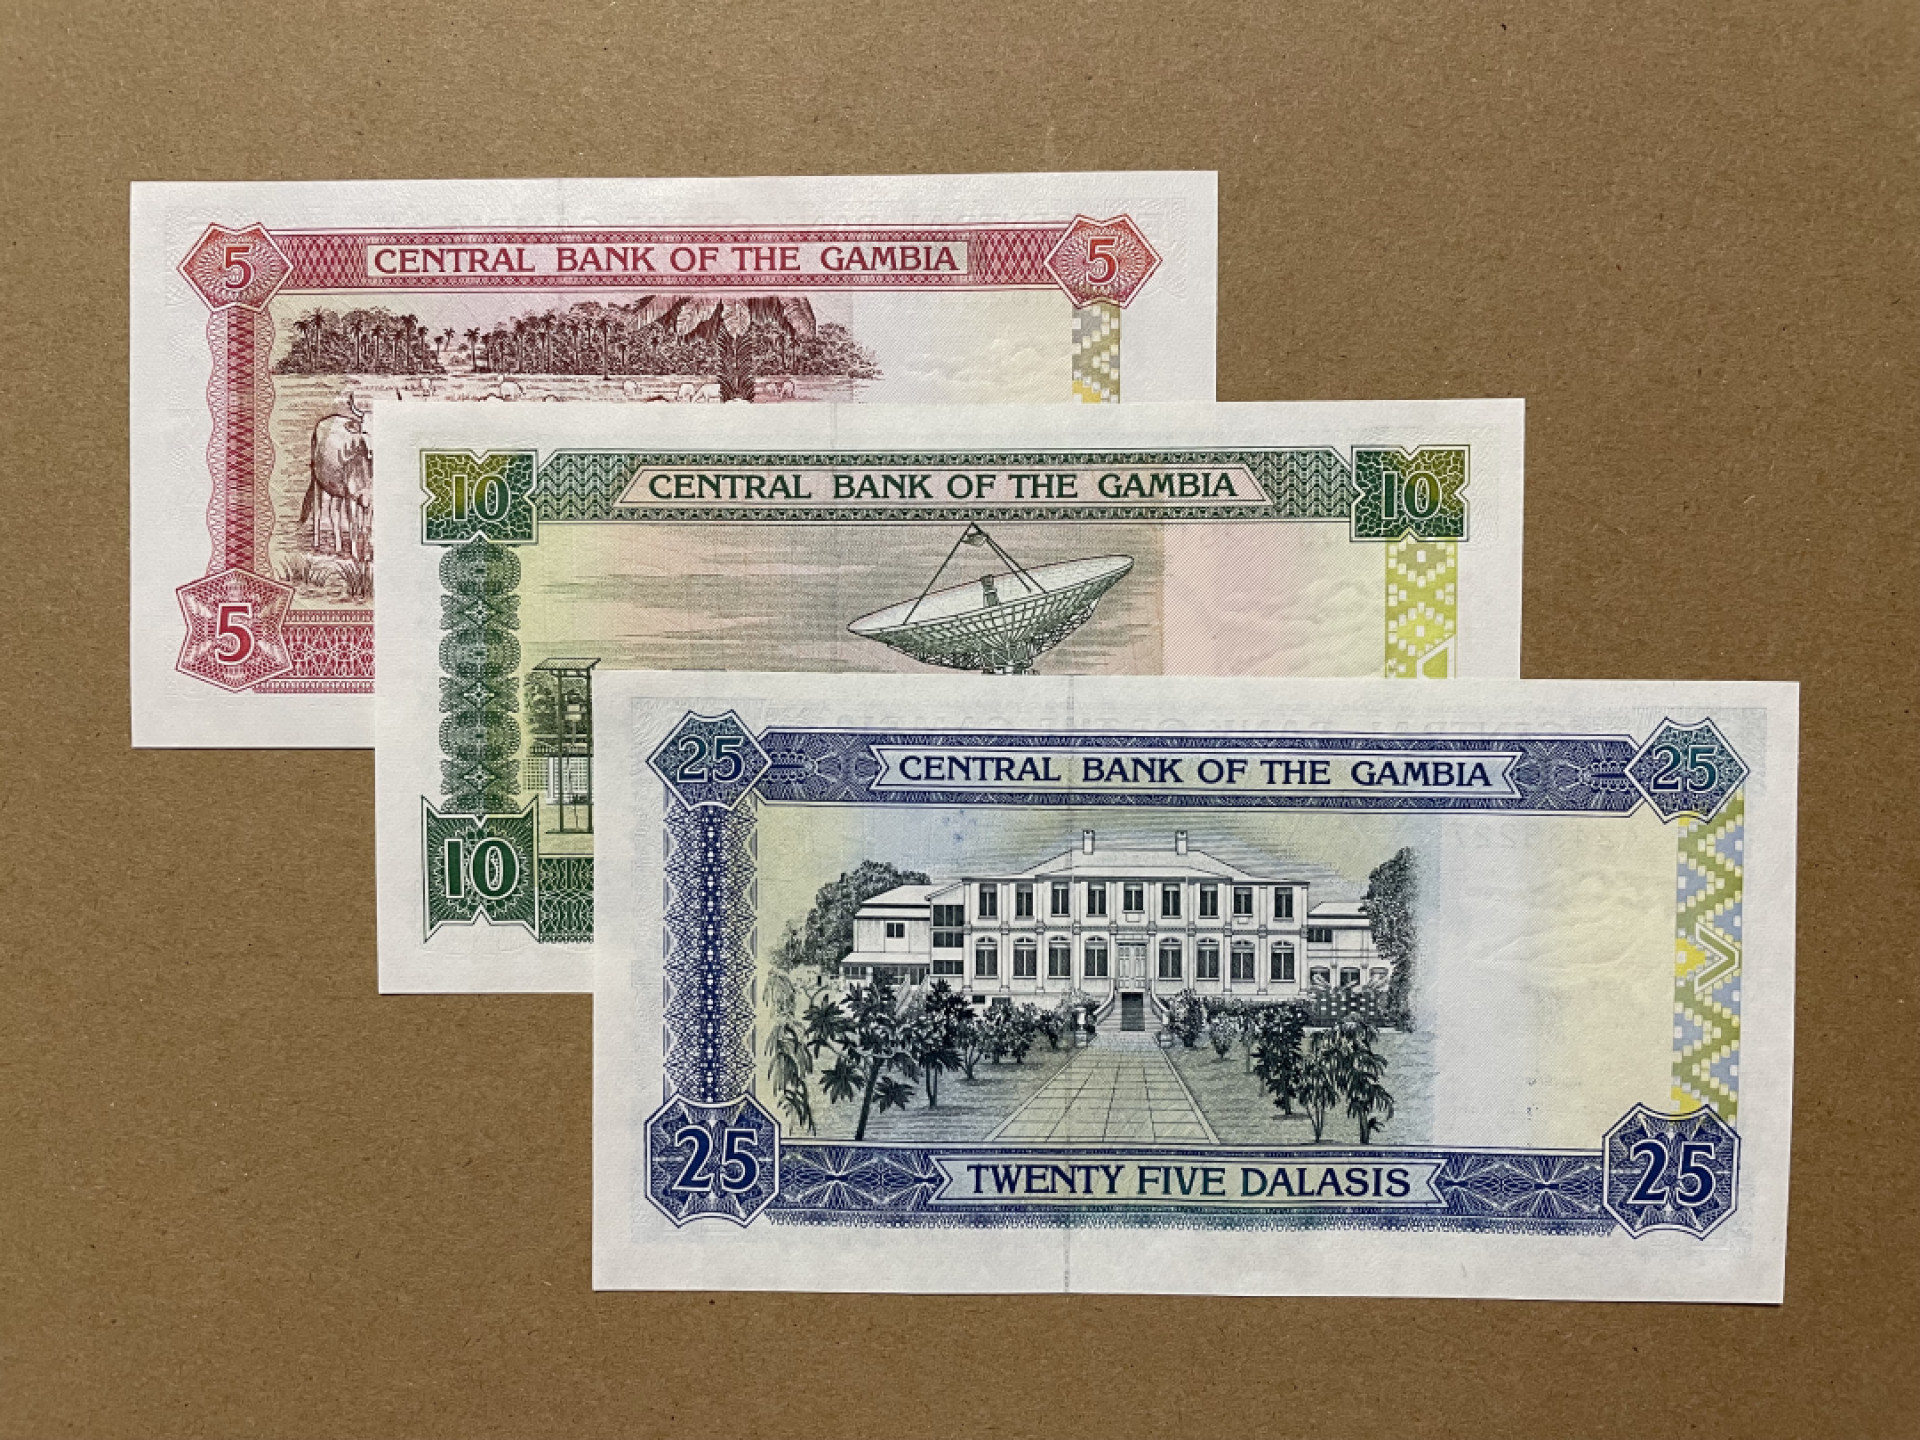 5 CENTRAL BANK OF THE GAMBIA 5
5
10 CENTRAL BANK OF THE GAMBIA 10
10
25 CENTRAL BANK OF THE GAMBIA 25
25 TWENTY FIVE DALASIS 25